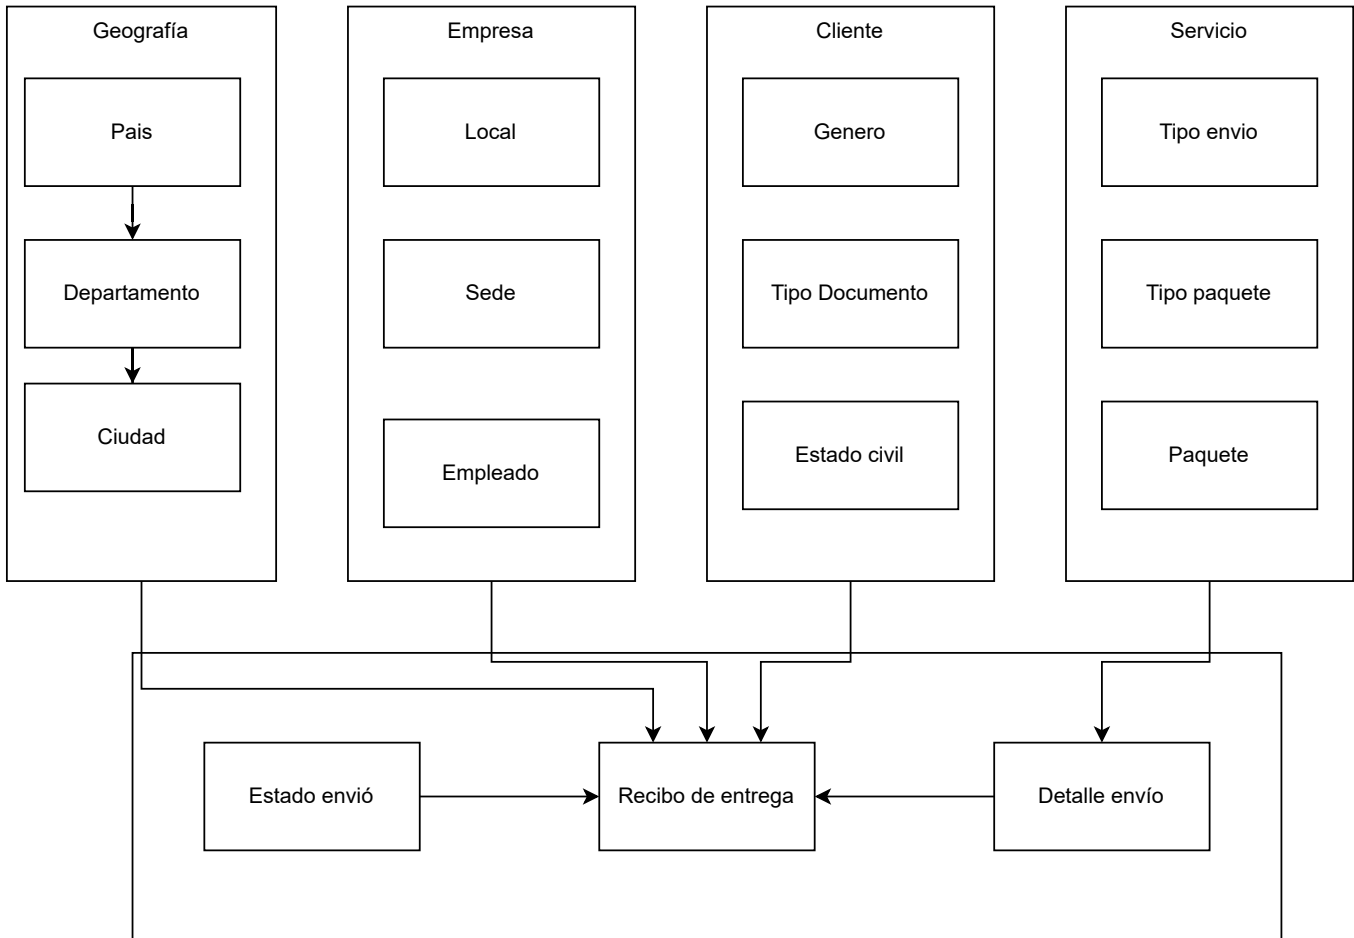 Geografía
Pais
Departamento
Ciudad
Empresa
Local
Sede
Empleado
Cliente
Genero
Tipo Documento
Estado civil
Servicio
Tipo envio
Tipo paquete
Paquete
Estado envió
Recibo de entrega
Detalle envío